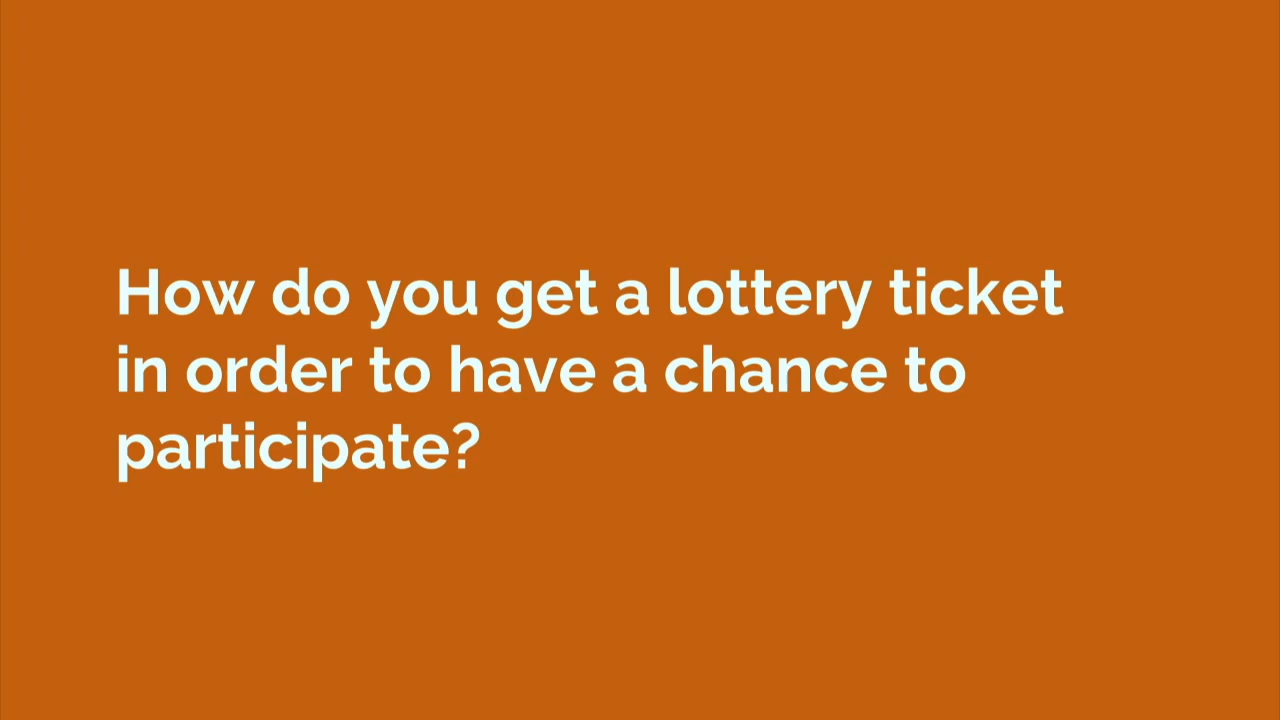 How do you get a lottery ticket
in order to have a chance to
participate?